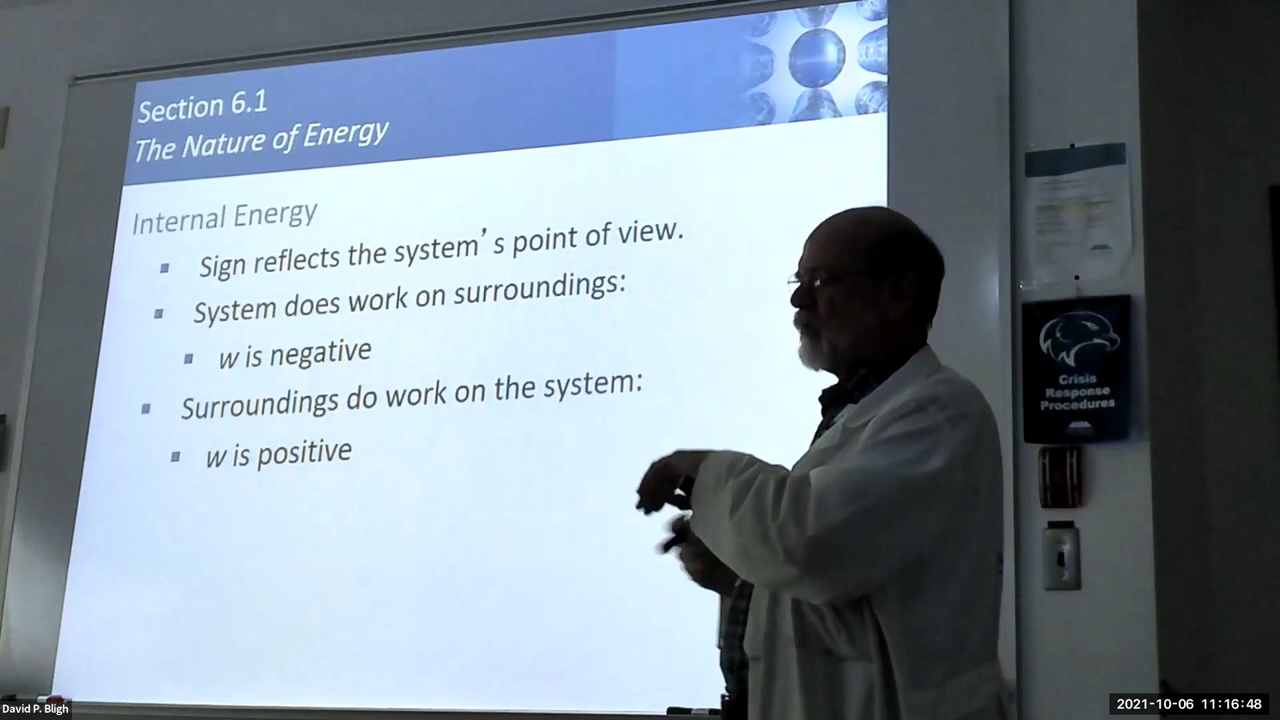 Section 6.1
The Nature of Energy
Internal Energy
▪ Sign reflects the system's point of view.
▪ System does work on surroundings:
▪ w is negative
▪ Surroundings do work on the system:
▪ w is positive
Crisis
Response
Procedures
David P. Bligh
2021-10-06 11:16:48